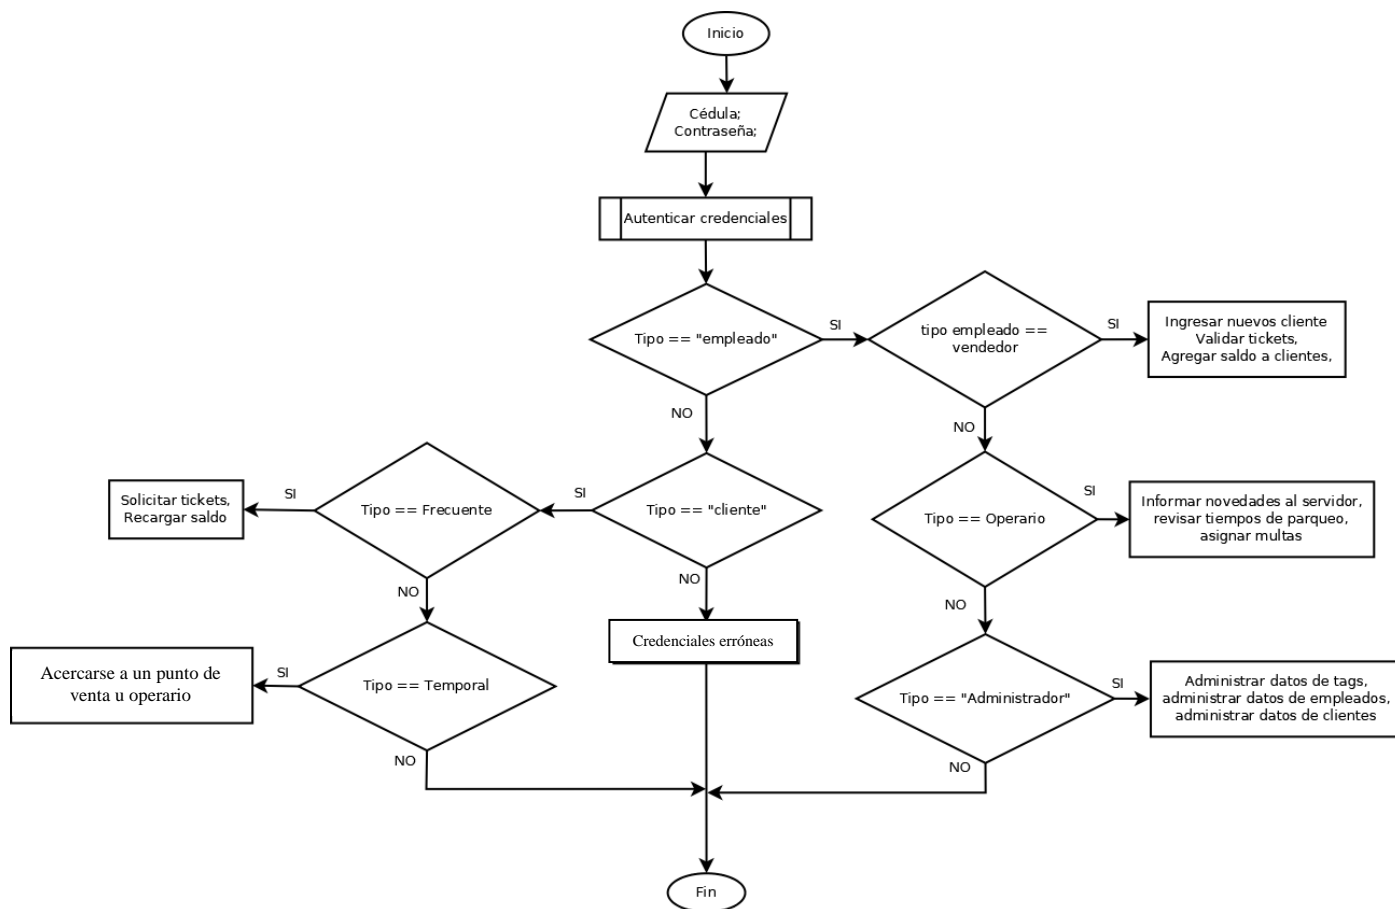 Inicio
Cédula;
Contraseña;
Autenticar credenciales
Tipo == "empleado"
SI
tipo empleado ==
vendedor
SI
Ingresar nuevos cliente
Validar tickets,
Agregar saldo a clientes,
NO
NO
Solicitar tickets,
Recargar saldo
SI
Tipo == Frecuente
SI
Tipo == "cliente"
Tipo == Operario
SI
Informar novedades al servidor,
revisar tiempos de parqueo,
asignar multas
NO
NO
NO
Acercarse a un punto de
venta u operario
SI
Tipo == Temporal
Credenciales erróneas
Tipo == "Administrador"
SI
Administrar datos de tags,
administrar datos de empleados,
administrar datos de clientes
NO
NO
Fin